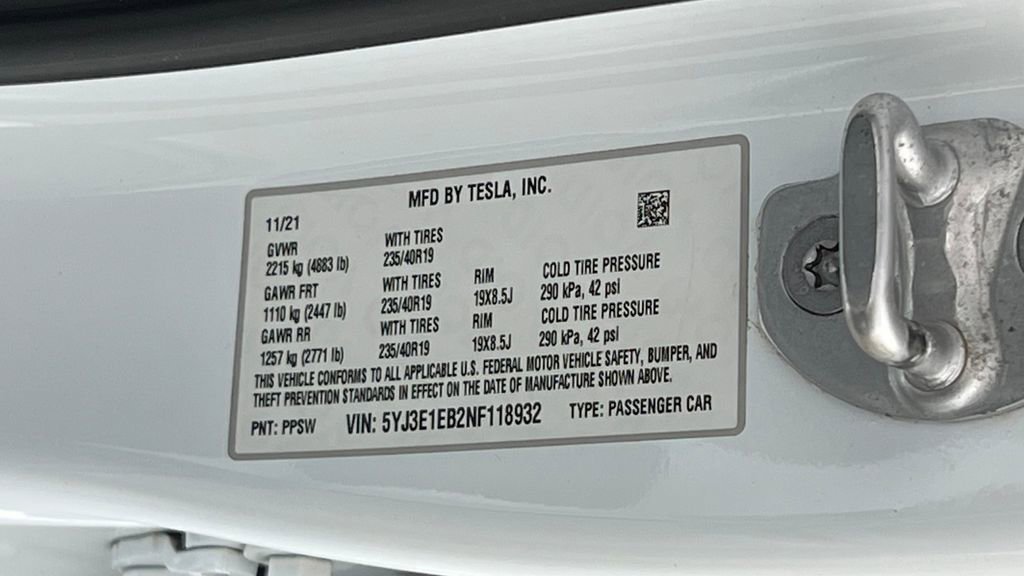 MFD BY TESLA, INC.
11/21
GVWR WITH TIRES
2215 kg (4883 lb) 235/40R19
GAWR FRT WITH TIRES RIM COLD TIRE PRESSURE
1110 kg (2447 lb) 235/40R19 19X8.5J 290 kPa, 42 psi
GAWR RR WITH TIRES RIM COLD TIRE PRESSURE
1257 kg (2771 lb) 235/40R19 19X8.5J 290 kPa, 42 psi
THIS VEHICLE CONFORMS TO ALL APPLICABLE U.S. FEDERAL MOTOR VEHICLE SAFETY, BUMPER, AND
THEFT PREVENTION STANDARDS IN EFFECT ON THE DATE OF MANUFACTURE SHOWN ABOVE.
PNT: PPSW VIN: 5YJ3E1EB2NF118932 TYPE: PASSENGER CAR